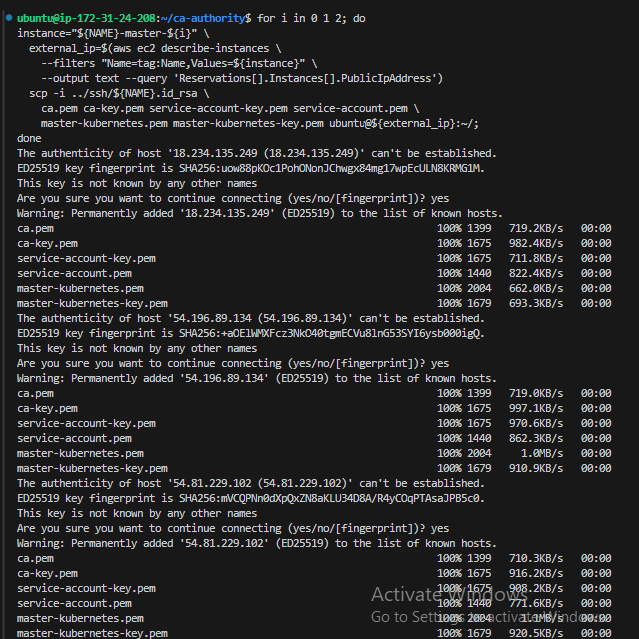 ubuntu@ip-172-31-24-208:~/ca-authority$ for i in 0 1 2; do
instance="${NAME}-master-${i}" \
  external_ip=$(aws ec2 describe-instances \
    --filters "Name=tag:Name,Values=${instance}" \
    --output text --query 'Reservations[].Instances[].PublicIpAddress')
  scp -i ../ssh/${NAME}.id_rsa \
    ca.pem ca-key.pem service-account-key.pem service-account.pem \
    master-kubernetes.pem master-kubernetes-key.pem ubuntu@${external_ip}:~/;
done
The authenticity of host '18.234.135.249 (18.234.135.249)' can't be established.
ED25519 key fingerprint is SHA256:uow88pKOc1PohONonJChwgx84mg17wpEcULN8KRMG1M.
This key is not known by any other names
Are you sure you want to continue connecting (yes/no/[fingerprint])? yes
Warning: Permanently added '18.234.135.249' (ED25519) to the list of known hosts.
ca.pem 100% 1399 719.2KB/s 00:00
ca-key.pem 100% 1675 982.4KB/s 00:00
service-account-key.pem 100% 1675 711.8KB/s 00:00
service-account.pem 100% 1440 822.4KB/s 00:00
master-kubernetes.pem 100% 2004 662.0KB/s 00:00
master-kubernetes-key.pem 100% 1679 693.3KB/s 00:00
The authenticity of host '54.196.89.134 (54.196.89.134)' can't be established.
ED25519 key fingerprint is SHA256:+aOElWMXFcz3NkO40tgmECVu8lnG53SYI6ysb000igQ.
This key is not known by any other names
Are you sure you want to continue connecting (yes/no/[fingerprint])? yes
Warning: Permanently added '54.196.89.134' (ED25519) to the list of known hosts.
ca.pem 100% 1399 719.0KB/s 00:00
ca-key.pem 100% 1675 997.1KB/s 00:00
service-account-key.pem 100% 1675 970.6KB/s 00:00
service-account.pem 100% 1440 862.3KB/s 00:00
master-kubernetes.pem 100% 2004 1.0MB/s 00:00
master-kubernetes-key.pem 100% 1679 910.9KB/s 00:00
The authenticity of host '54.81.229.102 (54.81.229.102)' can't be established.
ED25519 key fingerprint is SHA256:mVCQPNn0dXpQxZN8aKLU34D8A/R4yCOqPTAsaJPB5c0.
This key is not known by any other names
Are you sure you want to continue connecting (yes/no/[fingerprint])? yes
Warning: Permanently added '54.81.229.102' (ED25519) to the list of known hosts.
ca.pem 100% 1399 710.3KB/s 00:00
ca-key.pem 100% 1675 916.2KB/s 00:00
service-account-key.pem 100% 1675 908.2KB/s 00:00
service-account.pem 100% 1440 771.6KB/s 00:00
master-kubernetes.pem 100% 2004 1.1MB/s 00:00
master-kubernetes-key.pem 100% 1679 920.5KB/s 00:00
Activate Windows
Go to Settings to activate Windows.